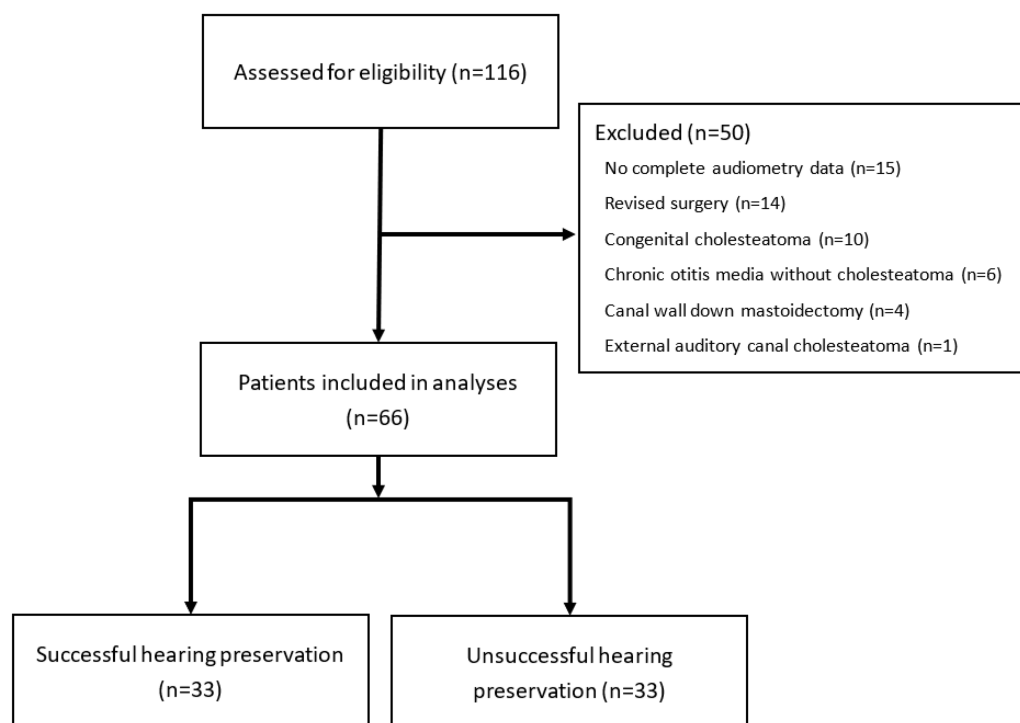 Assessed for eligibility (n=116)
Excluded (n=50)
No complete audiometry data (n=15)
Revised surgery (n=14)
Congenital cholesteatoma (n=10)
Chronic otitis media without cholesteatoma (n=6)
Canal wall down mastoidectomy (n=4)
External auditory canal cholesteatoma (n=1)
Patients included in analyses
(n=66)
Successful hearing preservation
(n=33)
Unsuccessful hearing
preservation (n=33)